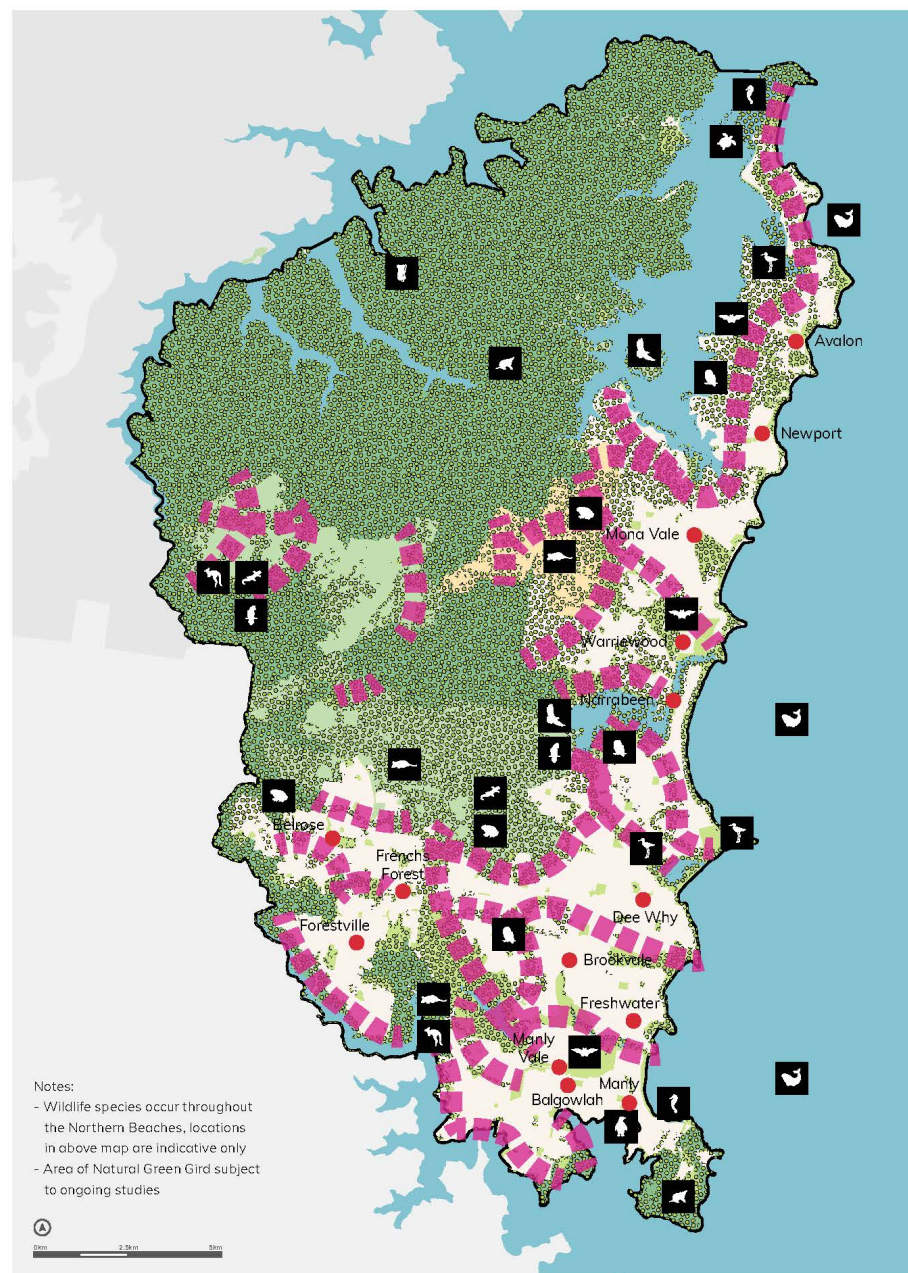 Avalon
Newport
Mona Vale
Warriewood
Narrabeen
Belrose
Frenchs
Forest
Forestville
Dee Why
Brookvale
Freshwater
Manly
Vale
Manly
Balgowlah
Notes:
- Wildlife species occur throughout
the Northern Beaches, locations
in above map are indicative only
- Area of Natural Green Gird subject
to ongoing studies
0km 2.5km 5km